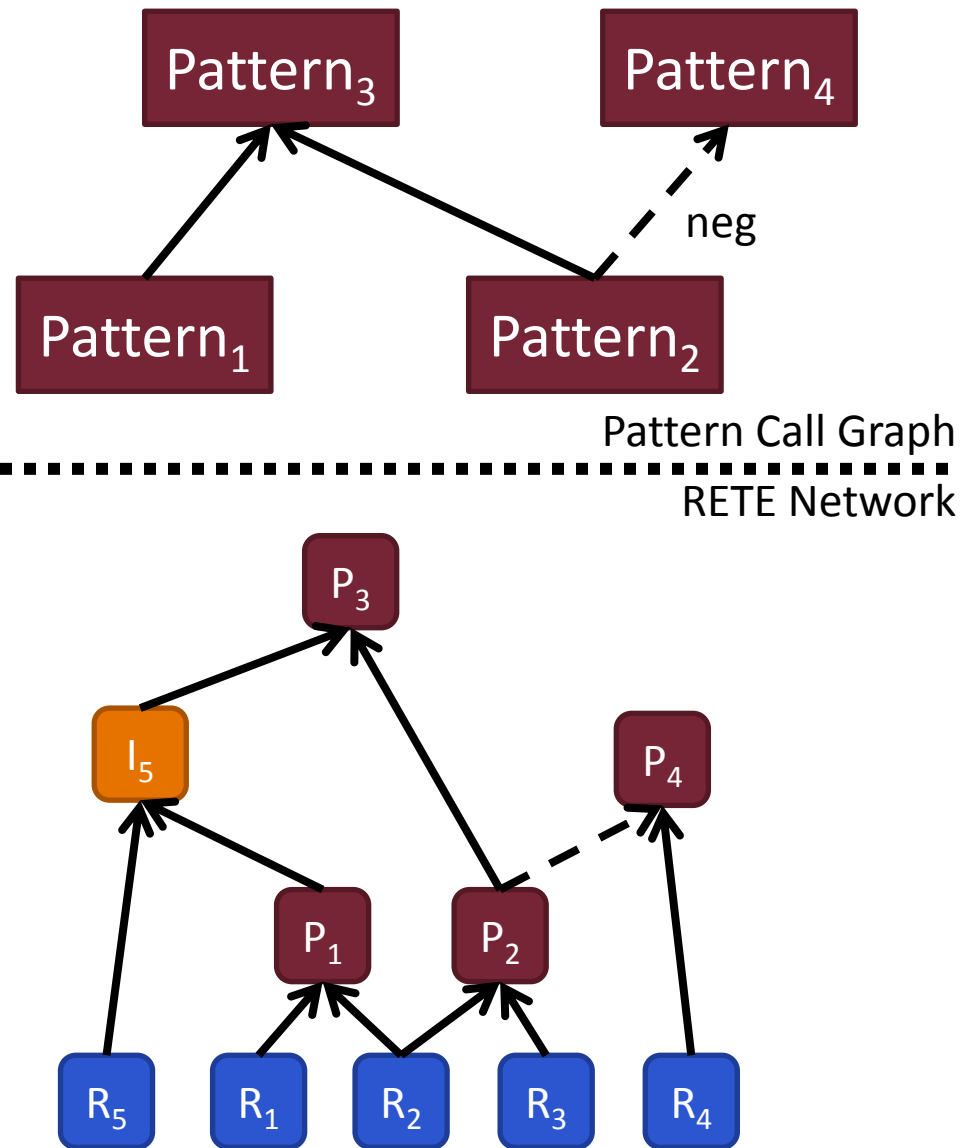 Pattern₃ Pattern₄
neg
Pattern₁ Pattern₂
Pattern Call Graph
RETE Network
P₃
I₅ P₄
P₁ P₂
R₅ R₁ R₂ R₃ R₄